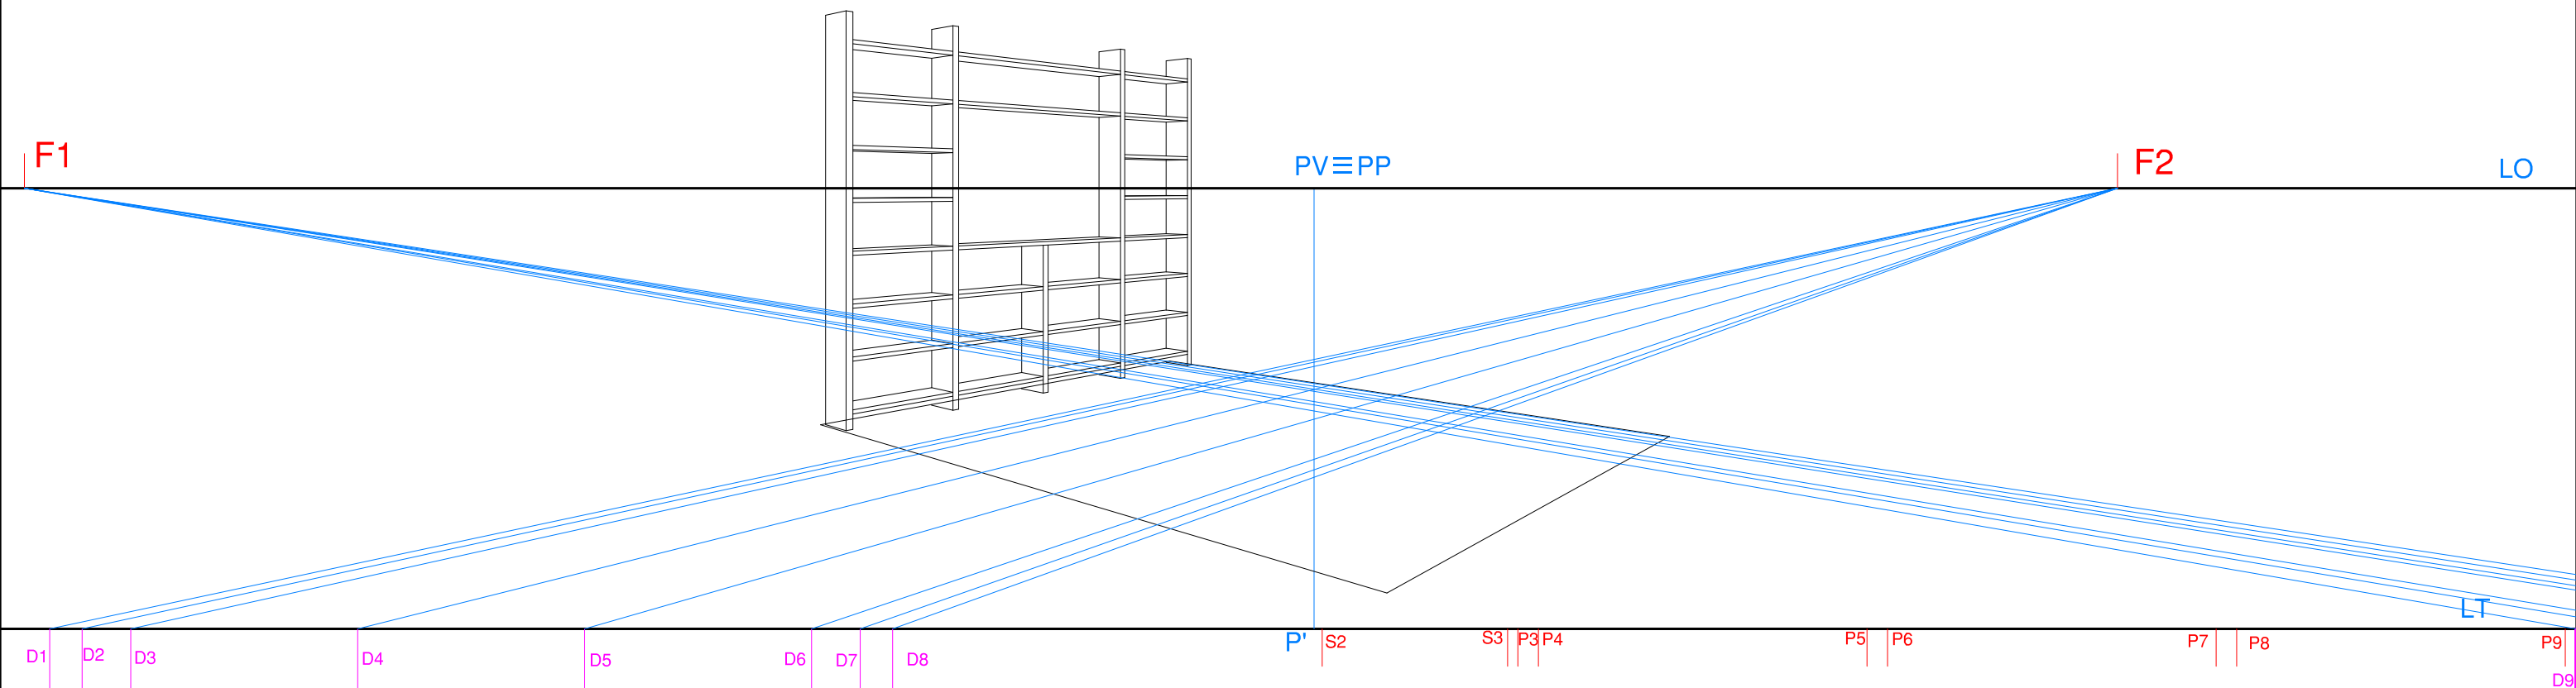 F1
PV≡PP
F2
LO
LT
D1 D2 D3 D4 D5 D6 D7 D8 P' S2 S3 P3 P4 P5 P6 P7 P8 P9
D9